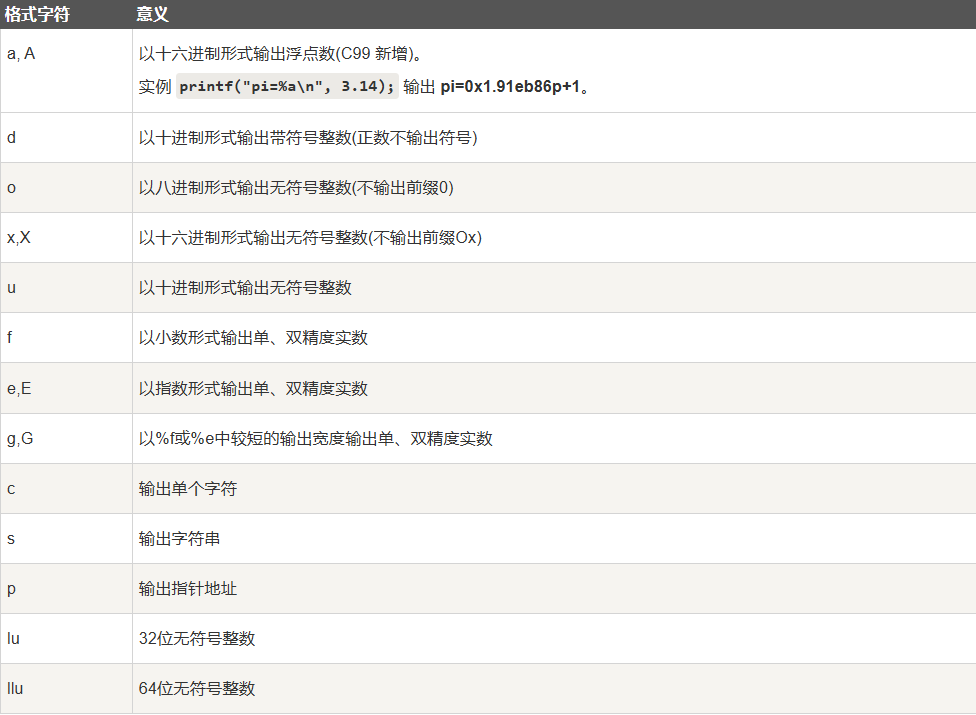 格式字符 意义
a, A 以十六进制形式输出浮点数(C99 新增)。
实例 printf("pi=%a\n", 3.14); 输出 pi=0x1.91eb86p+1。
d 以十进制形式输出带符号整数(正数不输出符号)
o 以八进制形式输出无符号整数(不输出前缀0)
x,X 以十六进制形式输出无符号整数(不输出前缀Ox)
u 以十进制形式输出无符号整数
f 以小数形式输出单、双精度实数
e,E 以指数形式输出单、双精度实数
g,G 以%f或%e中较短的输出宽度输出单、双精度实数
c 输出单个字符
s 输出字符串
p 输出指针地址
lu 32位无符号整数
llu 64位无符号整数